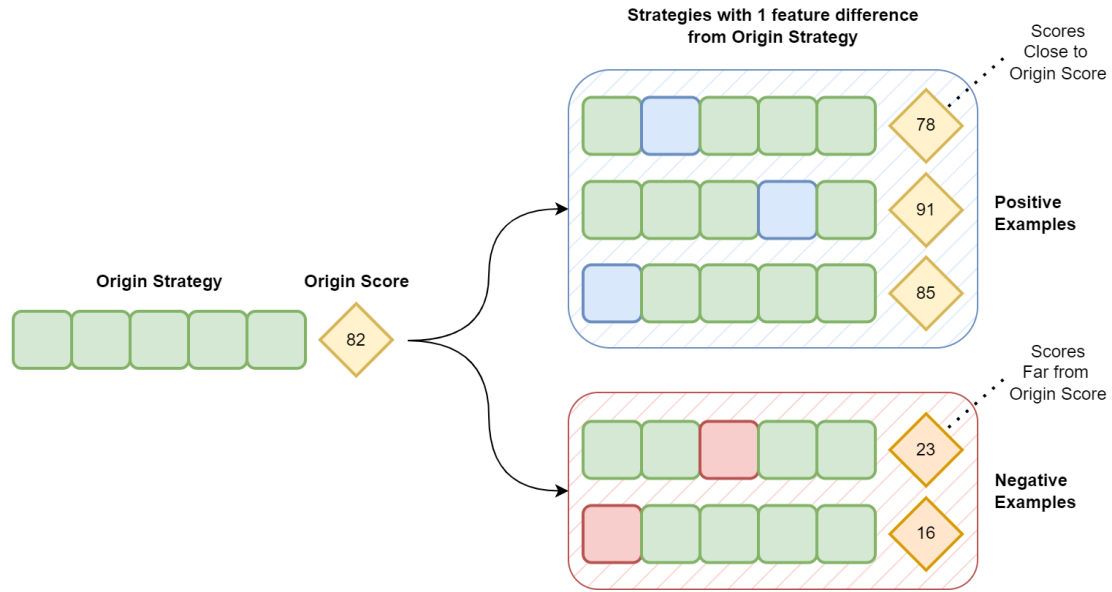 Strategies with 1 feature difference
from Origin Strategy
Scores
Close to
Origin Score
78
91
Positive
Examples
85
Origin Strategy
Origin Score
82
Scores
Far from
Origin Score
23
Negative
Examples
16